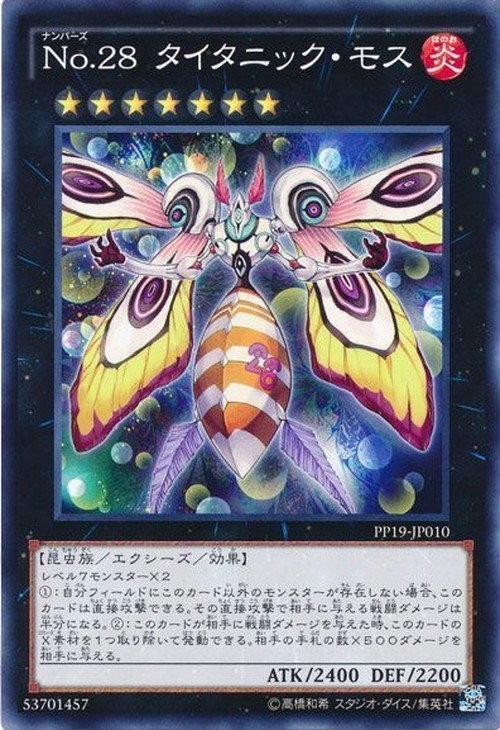 ナンバーズ
No.28 タイタニック・モス
ほのお
炎
28
PP19-JP010
【昆虫族／エクシーズ／効果】
レベル7モンスター×2
①：自分フィールドにこのカード以外のモンスターが存在しない場合、この
カードは直接攻撃できる。その直接攻撃で相手に与える戦闘ダメージは
半分になる。②：このカードが相手に戦闘ダメージを与えた時、このカードの
X素材を1つ取り除いて発動できる。相手の手札の数×500ダメージを
相手に与える。
ATK/2400 DEF/2200
53701457
©高橋和希 スタジオ・ダイス/集英社